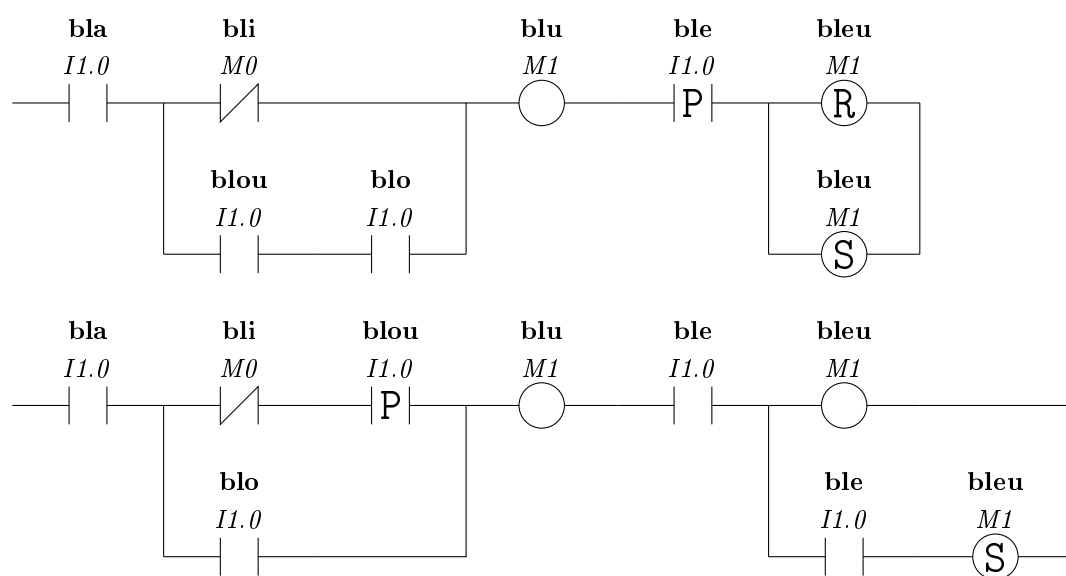 bla bli blu ble bleu
I1.0 M0 M1 I1.0 M1
P R
blou blo bleu
I1.0 I1.0 M1
S
bla bli blou blu ble bleu
I1.0 M0 I1.0 M1 I1.0 M1
P
blo ble bleu
I1.0 I1.0 M1
S